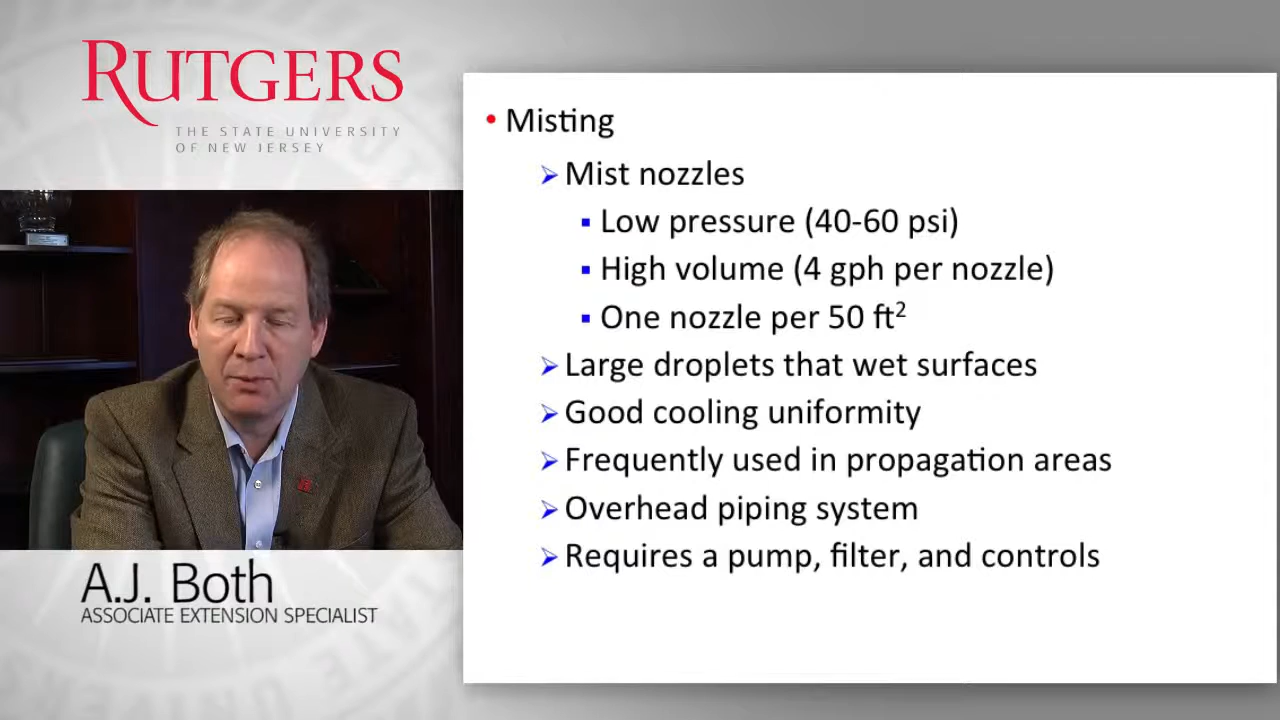 RUTGERS
THE STATE UNIVERSITY
OF NEW JERSEY
A.J. Both
ASSOCIATE EXTENSION SPECIALIST
• Misting
➢ Mist nozzles
▪ Low pressure (40-60 psi)
▪ High volume (4 gph per nozzle)
▪ One nozzle per 50 ft²
➢ Large droplets that wet surfaces
➢ Good cooling uniformity
➢ Frequently used in propagation areas
➢ Overhead piping system
➢ Requires a pump, filter, and controls